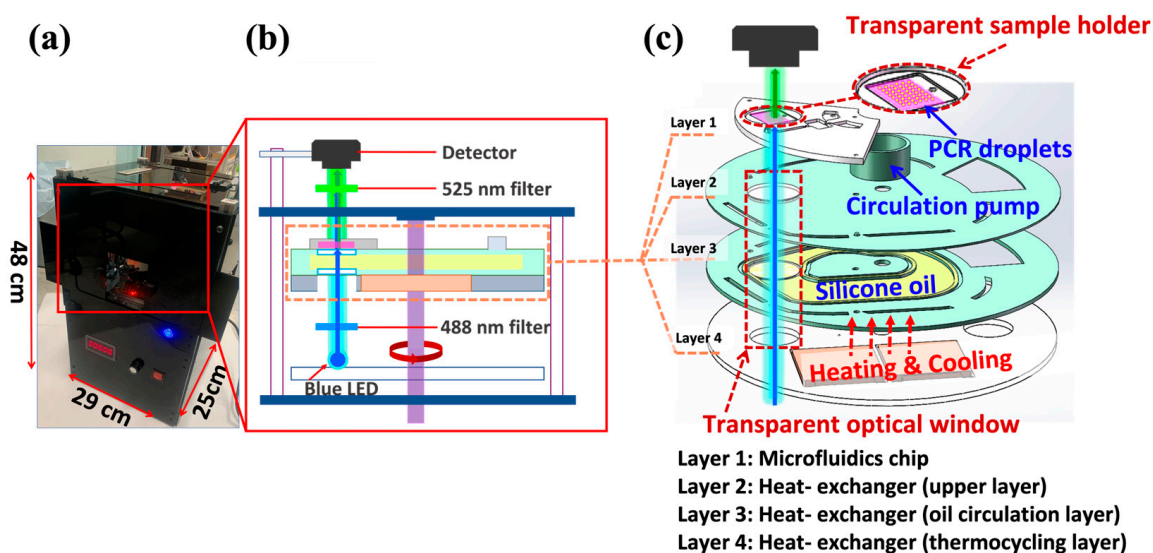 (a)
48 cm
29 cm
25cm
(b)
Detector
525 nm filter
488 nm filter
Blue LED
(c)
Transparent sample holder
Layer 1
PCR droplets
Layer 2
Circulation pump
Layer 3
Silicone oil
Layer 4
Heating & Cooling
Transparent optical window
Layer 1: Microfluidics chip
Layer 2: Heat- exchanger (upper layer)
Layer 3: Heat- exchanger (oil circulation layer)
Layer 4: Heat- exchanger (thermocycling layer)